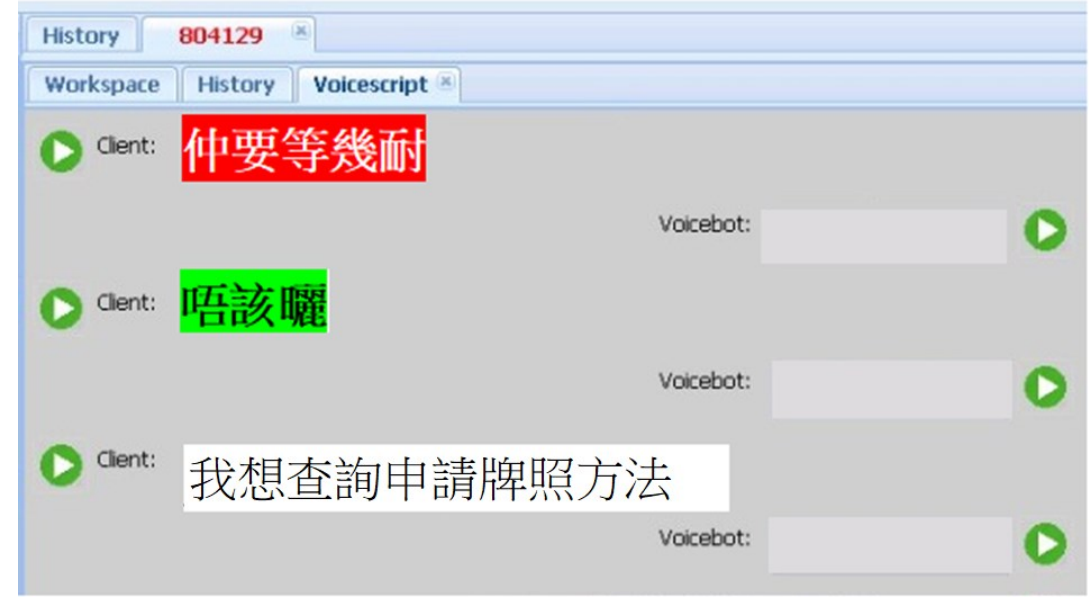 History 804129
Workspace History Voicescript
Client: 仲要等幾耐
Voicebot:
Client: 唔該曬
Voicebot:
Client: 我想查詢申請牌照方法
Voicebot: